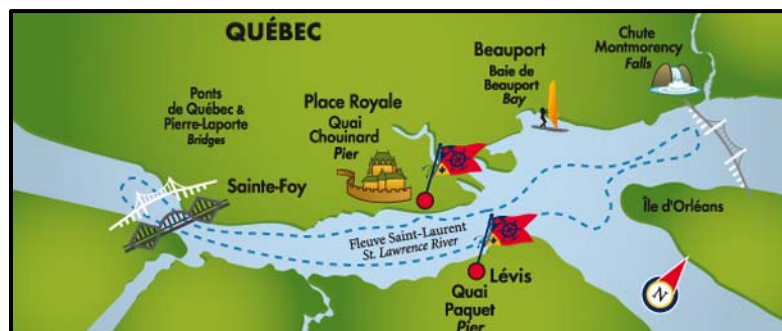 QUÉBEC
Ponts
de Québec &
Pierre-Laporte
Bridges
Sainte-Foy
Place Royale
Quai
Chouinard
Pier
Beauport
Baie de
Beauport
Bay
Chute
Montmorency
Falls
Île d'Orléans
Fleuve Saint-Laurent
St. Lawrence River
Lévis
Quai
Paquet
Pier
N